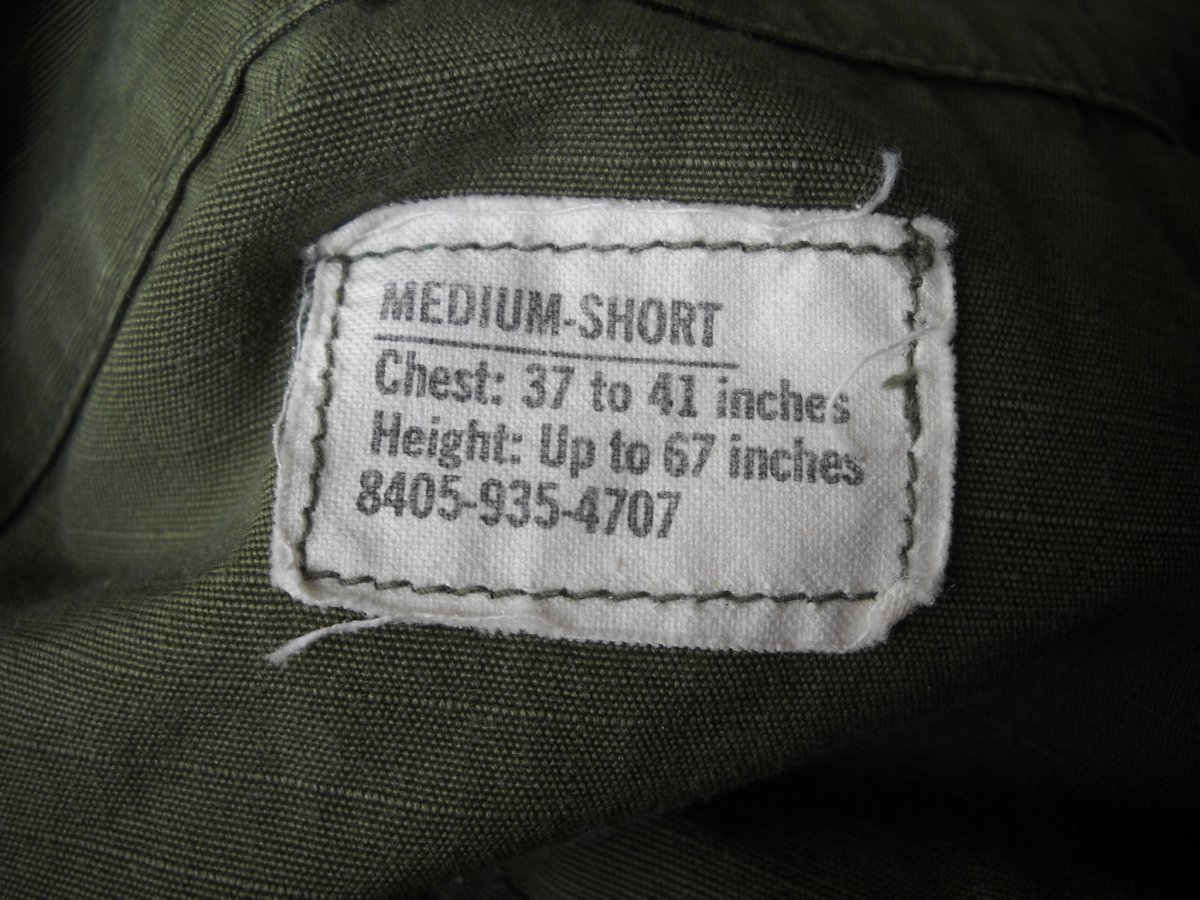 MEDIUM-SHORT
Chest: 37 to 41 inches
Height: Up to 67 inches
8405-935-4707